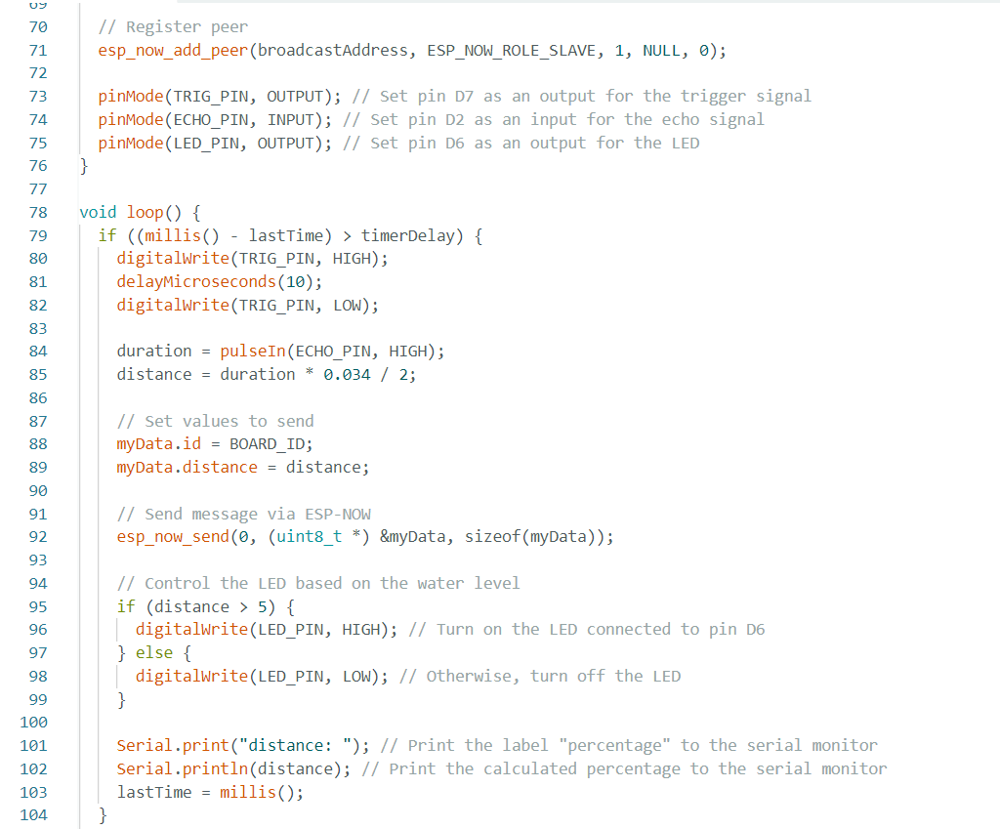 69
70 // Register peer
71 esp_now_add_peer(broadcastAddress, ESP_NOW_ROLE_SLAVE, 1, NULL, 0);
72
73 pinMode(TRIG_PIN, OUTPUT); // Set pin D7 as an output for the trigger signal
74 pinMode(ECHO_PIN, INPUT); // Set pin D2 as an input for the echo signal
75 pinMode(LED_PIN, OUTPUT); // Set pin D6 as an output for the LED
76 }
77
78 void loop() {
79 if ((millis() - lastTime) > timerDelay) {
80 digitalWrite(TRIG_PIN, HIGH);
81 delayMicroseconds(10);
82 digitalWrite(TRIG_PIN, LOW);
83
84 duration = pulseIn(ECHO_PIN, HIGH);
85 distance = duration * 0.034 / 2;
86
87 // Set values to send
88 myData.id = BOARD_ID;
89 myData.distance = distance;
90
91 // Send message via ESP-NOW
92 esp_now_send(0, (uint8_t *) &myData, sizeof(myData));
93
94 // Control the LED based on the water level
95 if (distance > 5) {
96 digitalWrite(LED_PIN, HIGH); // Turn on the LED connected to pin D6
97 } else {
98 digitalWrite(LED_PIN, LOW); // Otherwise, turn off the LED
99 }
100
101 Serial.print("distance: "); // Print the label "percentage" to the serial monitor
102 Serial.println(distance); // Print the calculated percentage to the serial monitor
103 lastTime = millis();
104 }